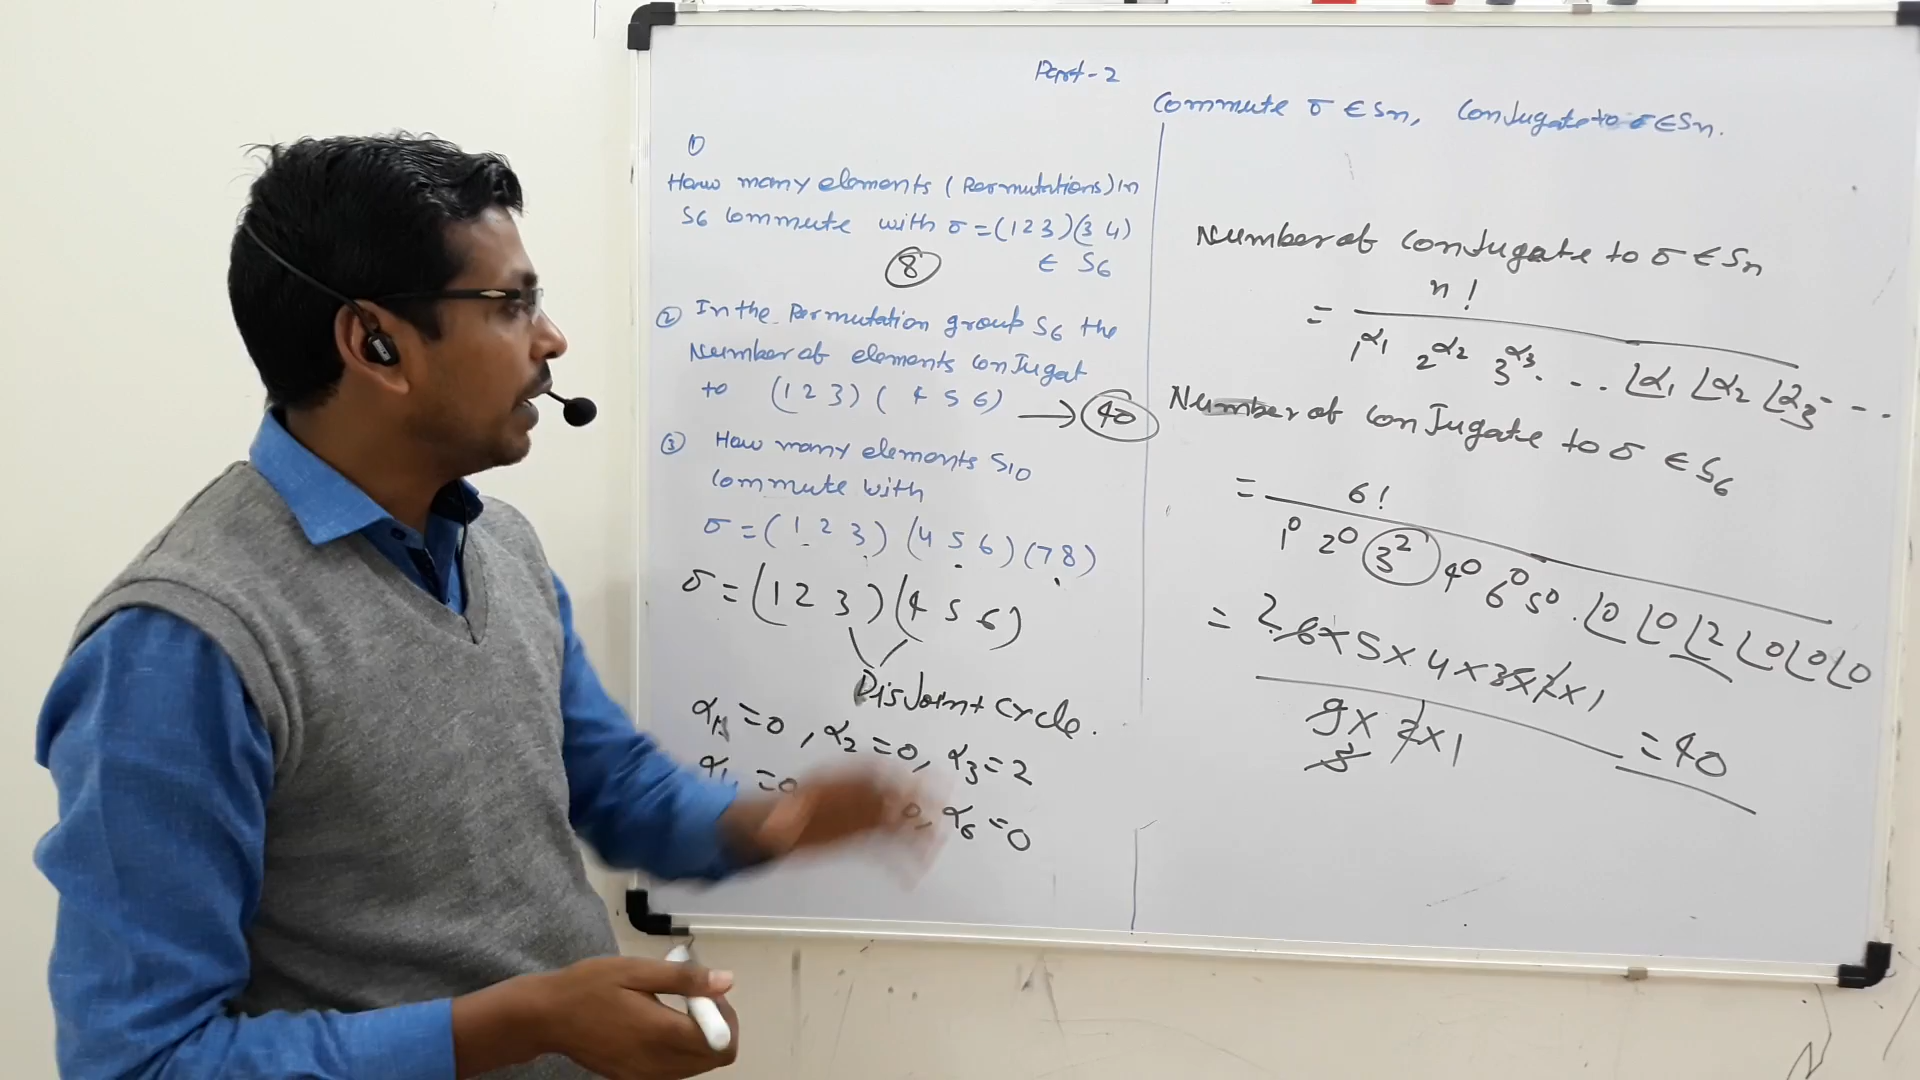 Part-2
Commute σ ∈ Sn, Conjugate to σ ∈ Sn.
①
How many elements (Permutations) in
S6 Commute with σ = (1 2 3)(3 4)
∈ S6
8
② In the Permutation group S6 the
Number of elements conjugat
to (1 2 3) ( 4 5 6) → 40
③ How many elements S10
Commute with
σ = ( 1 2 3 ) (4 5 6) (7 8)
σ = (1 2 3) (4 5 6)
Disjoint cycle.
α1 = 0 , α2 = 0, α3 = 2
= 0
0, α6 = 0
Number of Conjugate to σ ∈ Sn
n !
= 1^α1 2^α2 3^α3 . . . ⌊α1 ⌊α2 ⌊α3 - - -
Number of Conjugate to σ ∈ S6
= 6 !
1^0 2^0 3^2 4^0 6^0 5^0 . ⌊0 ⌊0 ⌊2 ⌊0 ⌊0 ⌊0
= 2 6 x 5 x 4 x 3 x 2 x 1
9 x 2 x 1 = 40
3